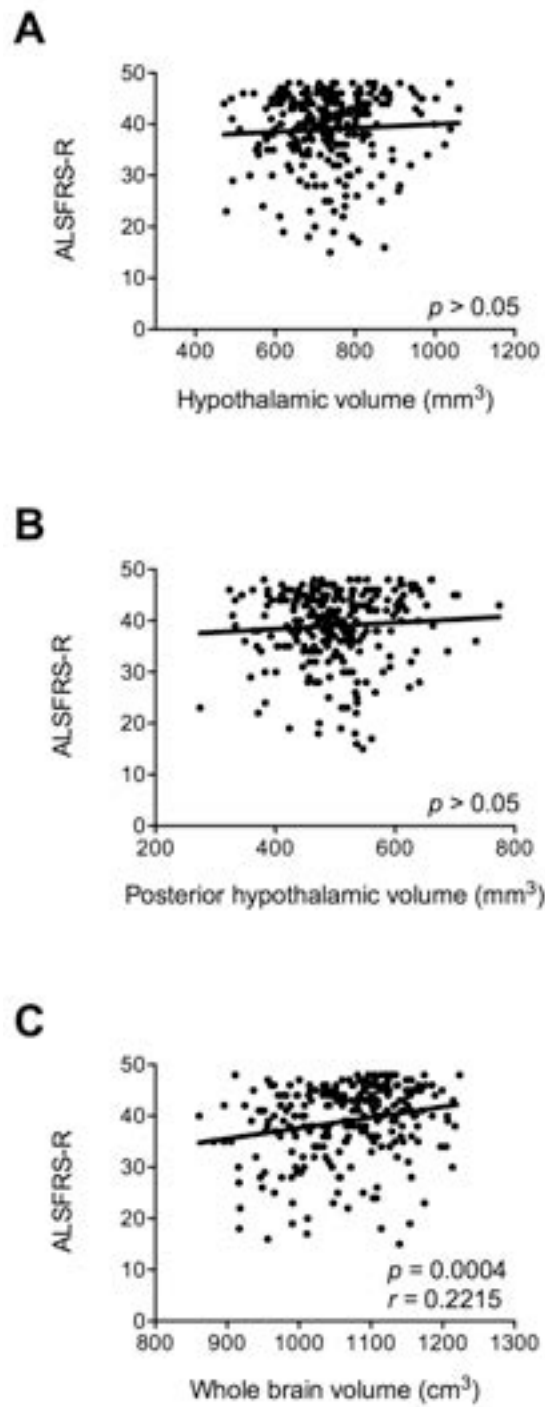 A
50
40
30
20
10
0
ALSFRS-R
p > 0.05
400 600 800 1000 1200
Hypothalamic volume (mm³)
B
50
40
30
20
10
0
ALSFRS-R
p > 0.05
200 400 600 800
Posterior hypothalamic volume (mm³)
C
50
40
30
20
10
0
ALSFRS-R
p = 0.0004
r = 0.2215
800 900 1000 1100 1200 1300
Whole brain volume (cm³)